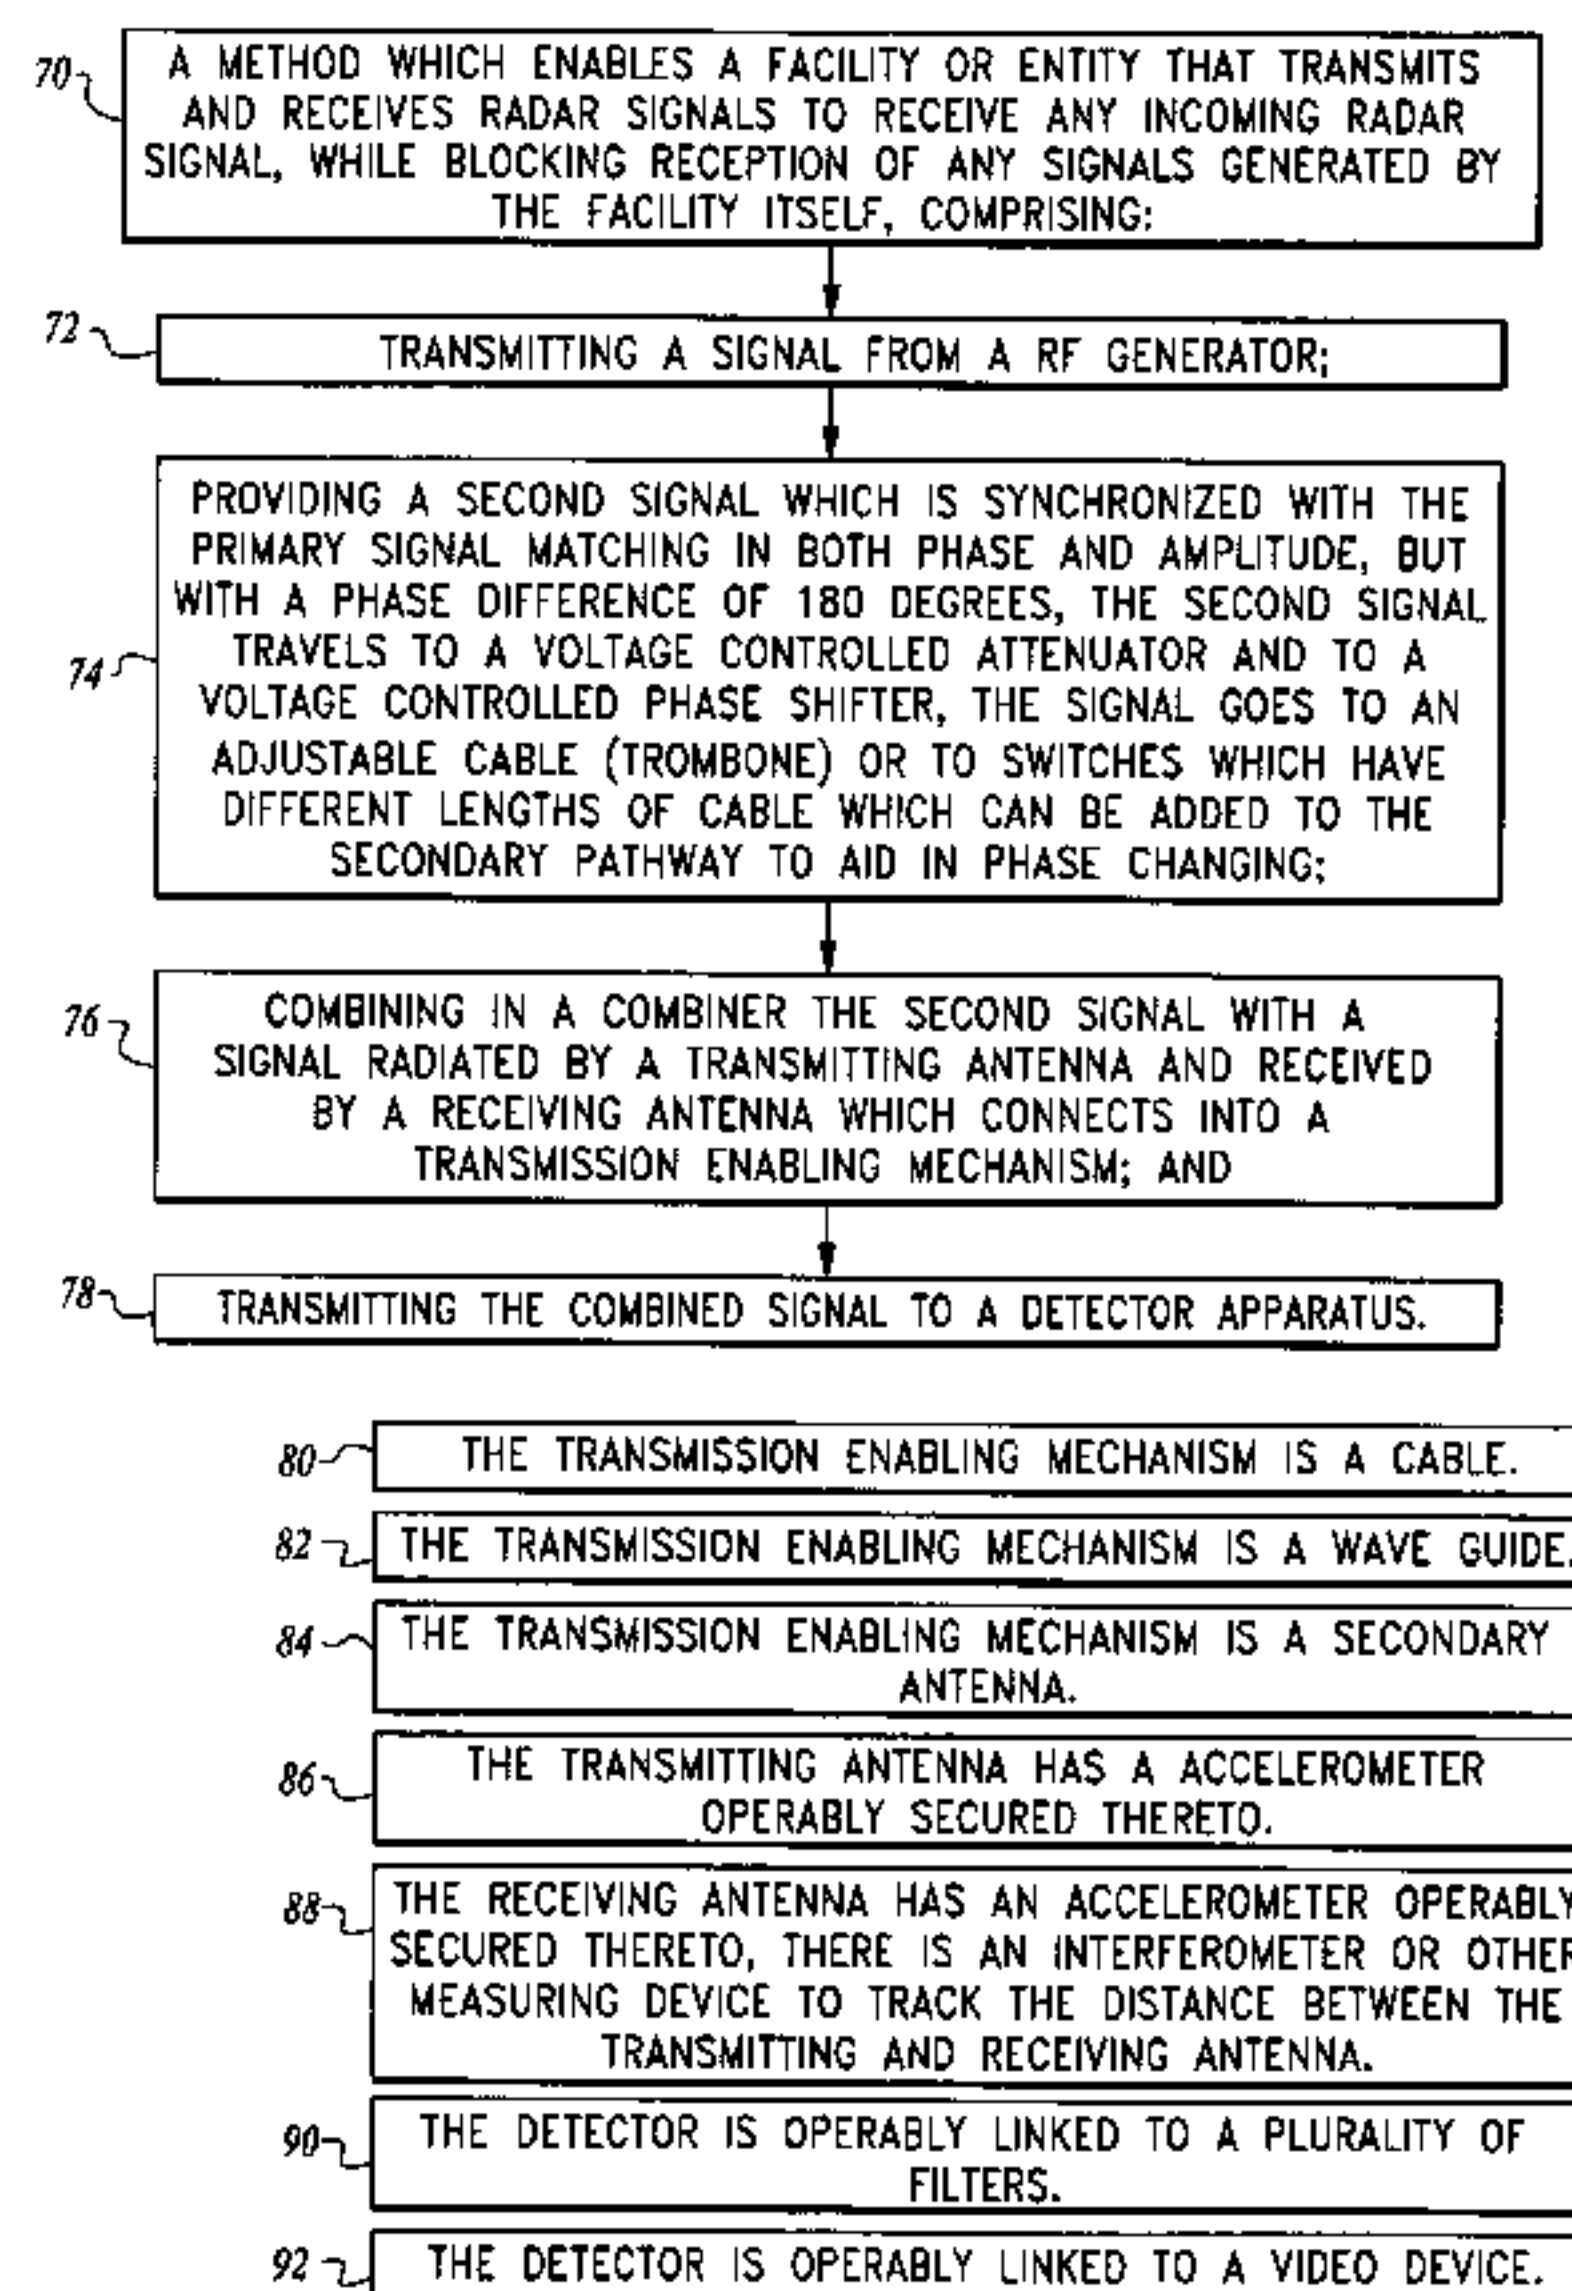 70 A METHOD WHICH ENABLES A FACILITY OR ENTITY THAT TRANSMITS
AND RECEIVES RADAR SIGNALS TO RECEIVE ANY INCOMING RADAR
SIGNAL, WHILE BLOCKING RECEPTION OF ANY SIGNALS GENERATED BY
THE FACILITY ITSELF, COMPRISING:
72 TRANSMITTING A SIGNAL FROM A RF GENERATOR;
PROVIDING A SECOND SIGNAL WHICH IS SYNCHRONIZED WITH THE
PRIMARY SIGNAL MATCHING IN BOTH PHASE AND AMPLITUDE, BUT
WITH A PHASE DIFFERENCE OF 180 DEGREES, THE SECOND SIGNAL
74 TRAVELS TO A VOLTAGE CONTROLLED ATTENUATOR AND TO A
VOLTAGE CONTROLLED PHASE SHIFTER, THE SIGNAL GOES TO AN
ADJUSTABLE CABLE (TROMBONE) OR TO SWITCHES WHICH HAVE
DIFFERENT LENGTHS OF CABLE WHICH CAN BE ADDED TO THE
SECONDARY PATHWAY TO AID IN PHASE CHANGING;
76 COMBINING IN A COMBINER THE SECOND SIGNAL WITH A
SIGNAL RADIATED BY A TRANSMITTING ANTENNA AND RECEIVED
BY A RECEIVING ANTENNA WHICH CONNECTS INTO A
TRANSMISSION ENABLING MECHANISM; AND
78 TRANSMITTING THE COMBINED SIGNAL TO A DETECTOR APPARATUS.
80 THE TRANSMISSION ENABLING MECHANISM IS A CABLE.
82 THE TRANSMISSION ENABLING MECHANISM IS A WAVE GUIDE.
84 THE TRANSMISSION ENABLING MECHANISM IS A SECONDARY
ANTENNA.
86 THE TRANSMITTING ANTENNA HAS A ACCELEROMETER
OPERABLY SECURED THERETO.
88 THE RECEIVING ANTENNA HAS AN ACCELEROMETER OPERABLY
SECURED THERETO, THERE IS AN INTERFEROMETER OR OTHER
MEASURING DEVICE TO TRACK THE DISTANCE BETWEEN THE
TRANSMITTING AND RECEIVING ANTENNA.
90 THE DETECTOR IS OPERABLY LINKED TO A PLURALITY OF
FILTERS.
92 THE DETECTOR IS OPERABLY LINKED TO A VIDEO DEVICE.